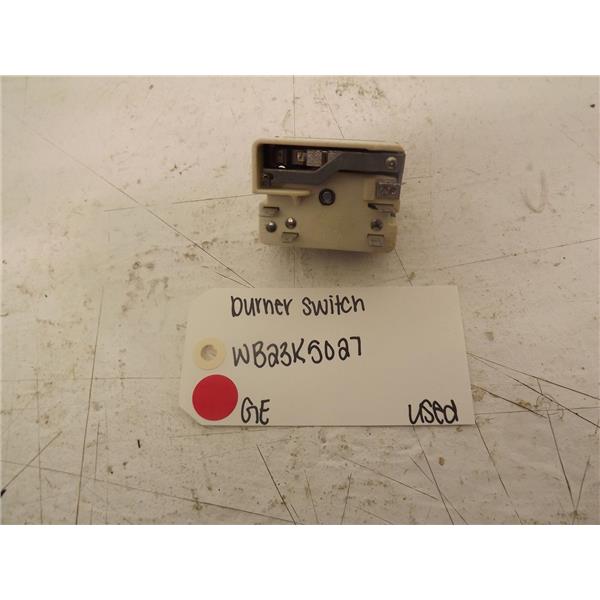 burner switch
WB23K5027
GE
used